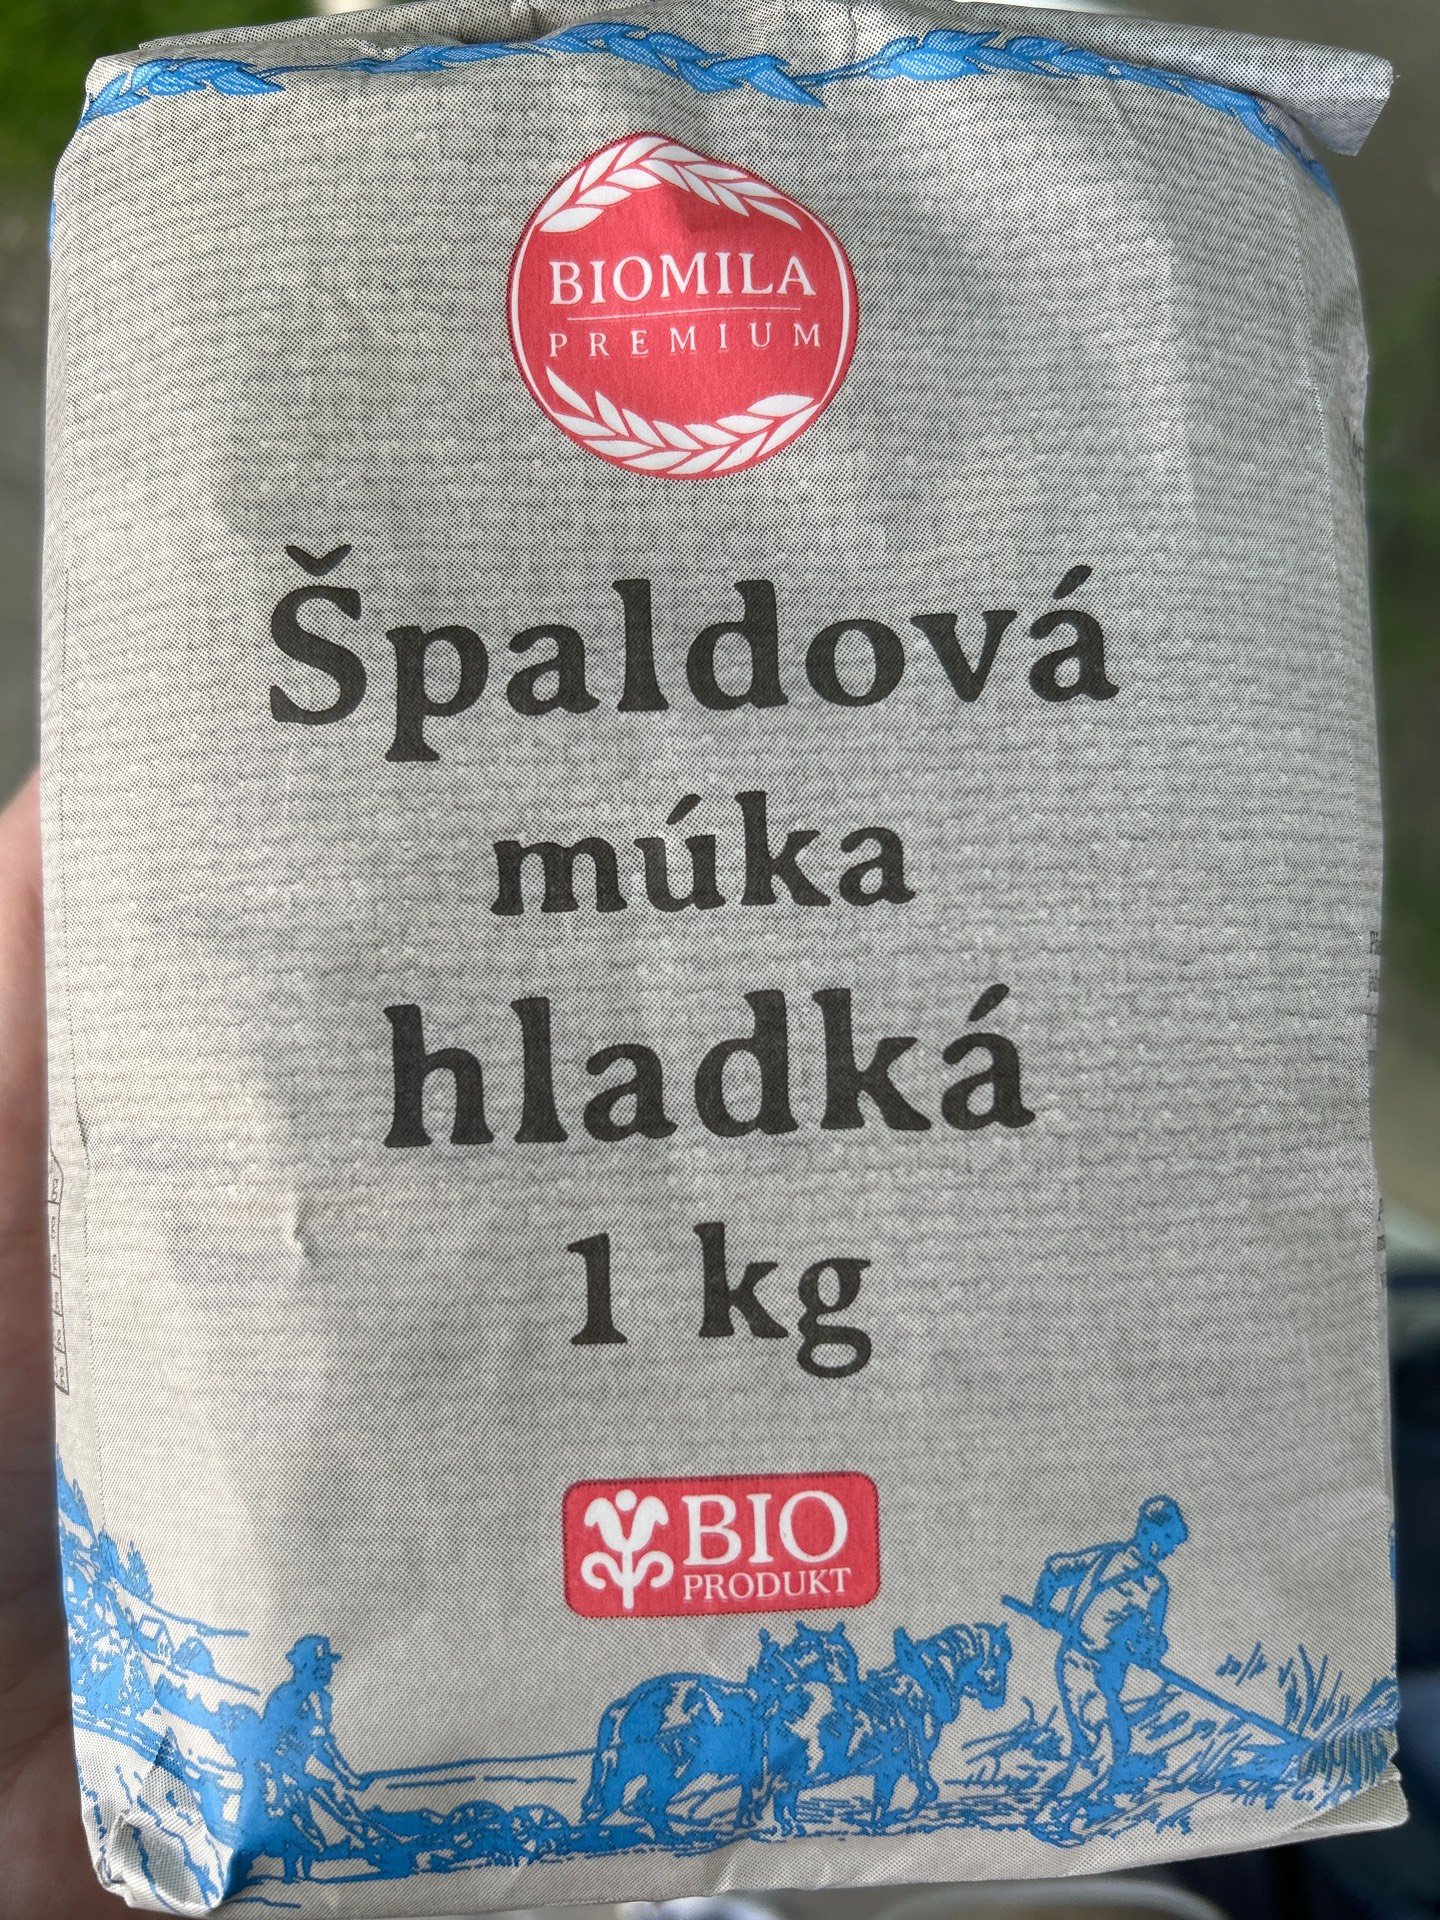 BIOMILA
PREMIUM
Špaldová
múka
hladká
1 kg
BIO
PRODUKT